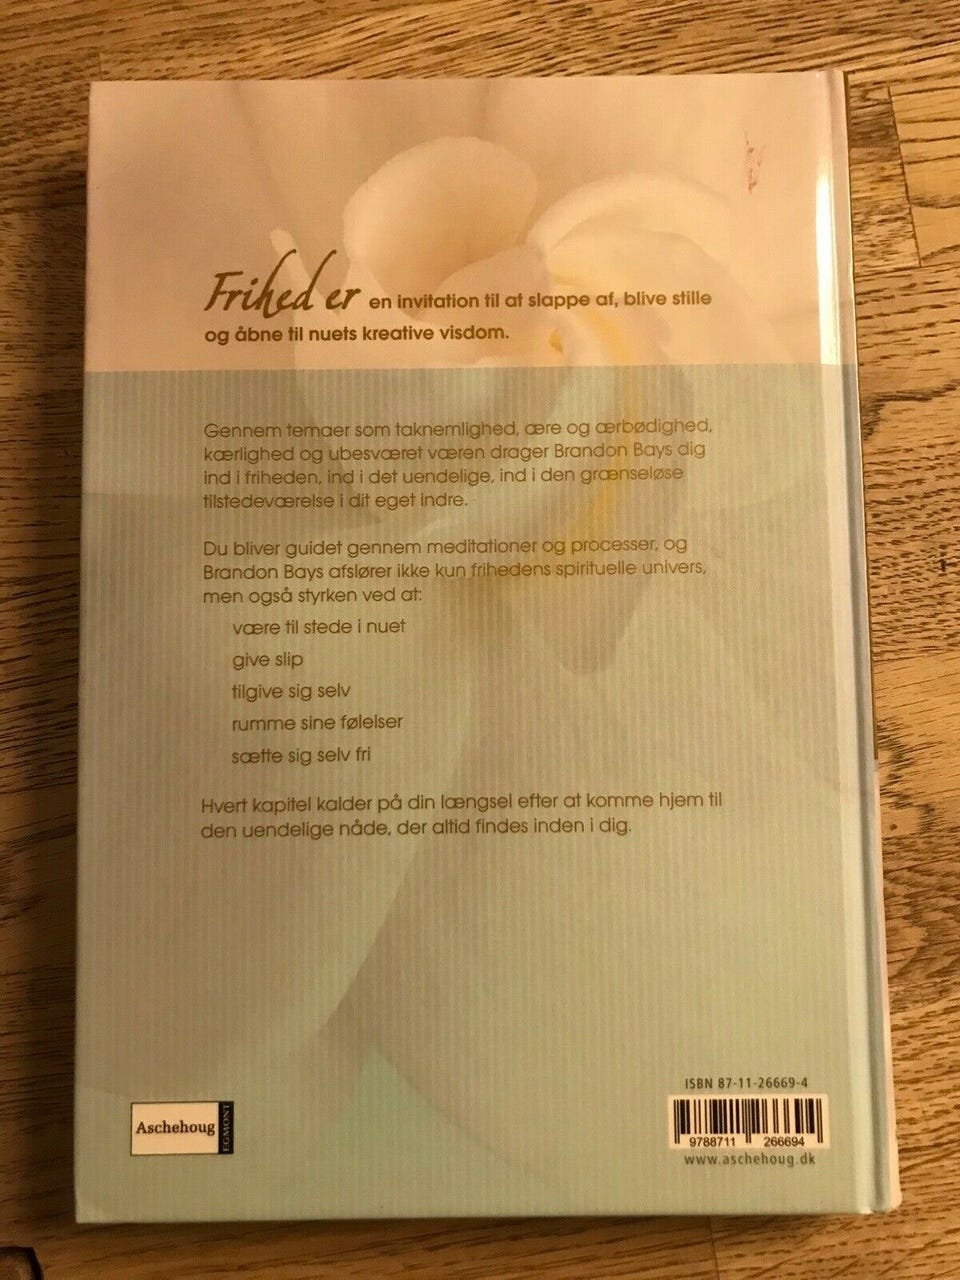 Frihed er en invitation til at slappe af, blive stille
og åbne til nuets kreative visdom.
Gennem temaer som taknemlighed, ære og ærbødighed,
kærlighed og ubesværet væren drager Brandon Bays dig
ind i friheden, ind i det uendelige, ind i den grænseløse
tilstedeværelse i dit eget indre.
Du bliver guidet gennem meditationer og processer, og
Brandon Bays afslører ikke kun frihedens spirituelle univers,
men også styrken ved at:
være til stede i nuet
give slip
tilgive sig selv
rumme sine følelser
sætte sig selv fri
Hvert kapitel kalder på din længsel efter at komme hjem til
den uendelige nåde, der altid findes inden i dig.
ISBN 87-11-26669-4
9788711 266694
www.aschehoug.dk
Aschehoug
EGMONT